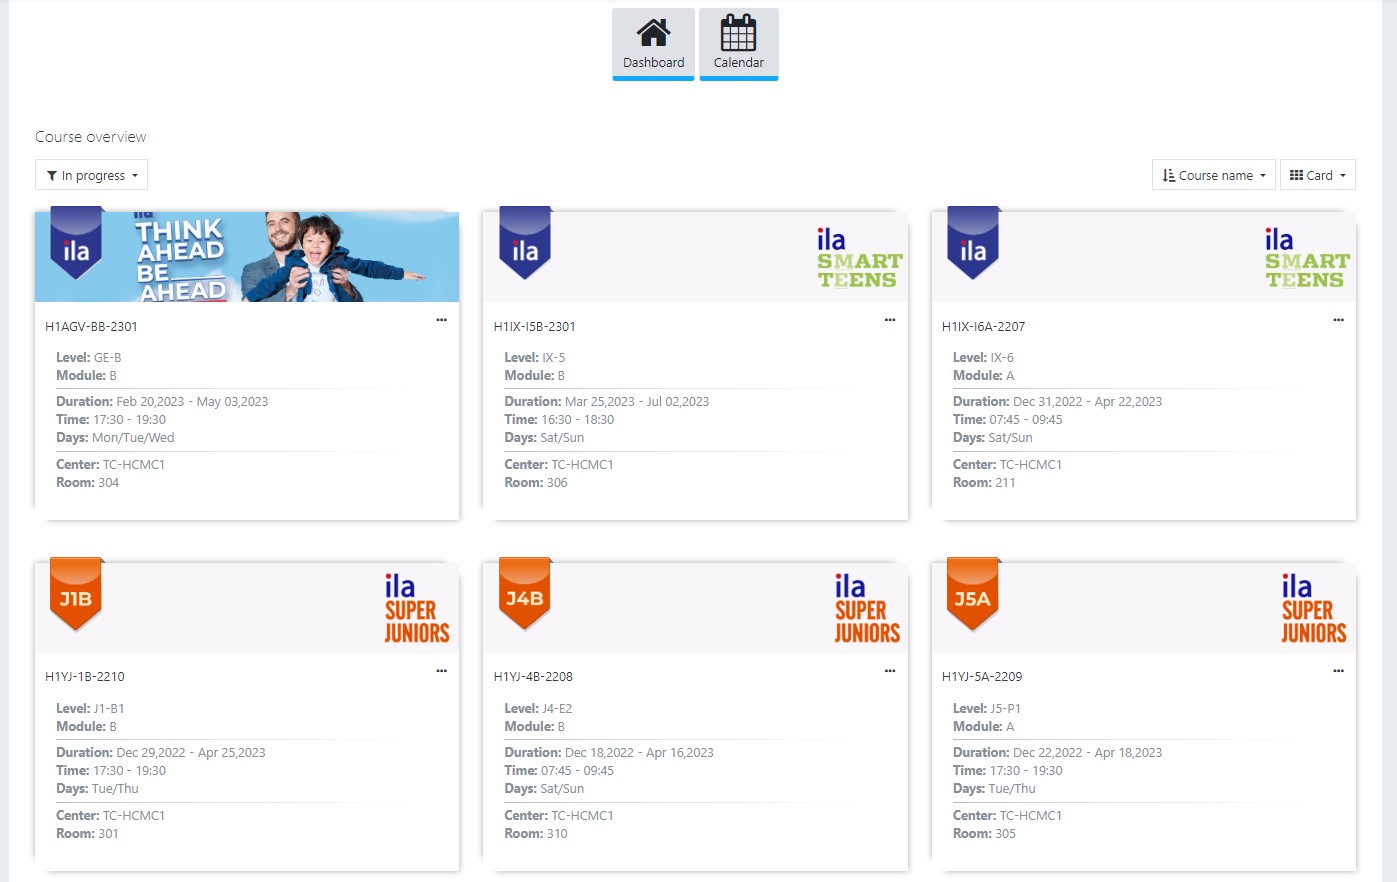 Dashboard
Calendar
Course overview
In progress
Course name
Card
ila
ila
THINK
AHEAD
BE
AHEAD
H1AGV-BB-2301
Level: GE-B
Module: B
Duration: Feb 20,2023 - May 03,2023
Time: 17:30 - 19:30
Days: Mon/Tue/Wed
Center: TC-HCMC1
Room: 304
ila
ila
SMART
TEENS
H1IX-I5B-2301
Level: IX-5
Module: B
Duration: Mar 25,2023 - Jul 02,2023
Time: 16:30 - 18:30
Days: Sat/Sun
Center: TC-HCMC1
Room: 306
ila
ila
SMART
TEENS
H1IX-I6A-2207
Level: IX-6
Module: A
Duration: Dec 31,2022 - Apr 22,2023
Time: 07:45 - 09:45
Days: Sat/Sun
Center: TC-HCMC1
Room: 211
J1B
ila
SUPER
JUNIORS
H1YJ-1B-2210
Level: J1-B1
Module: B
Duration: Dec 29,2022 - Apr 25,2023
Time: 17:30 - 19:30
Days: Tue/Thu
Center: TC-HCMC1
Room: 301
J4B
ila
SUPER
JUNIORS
H1YJ-4B-2208
Level: J4-E2
Module: B
Duration: Dec 18,2022 - Apr 16,2023
Time: 07:45 - 09:45
Days: Sat/Sun
Center: TC-HCMC1
Room: 310
J5A
ila
SUPER
JUNIORS
H1YJ-5A-2209
Level: J5-P1
Module: A
Duration: Dec 22,2022 - Apr 18,2023
Time: 17:30 - 19:30
Days: Tue/Thu
Center: TC-HCMC1
Room: 305